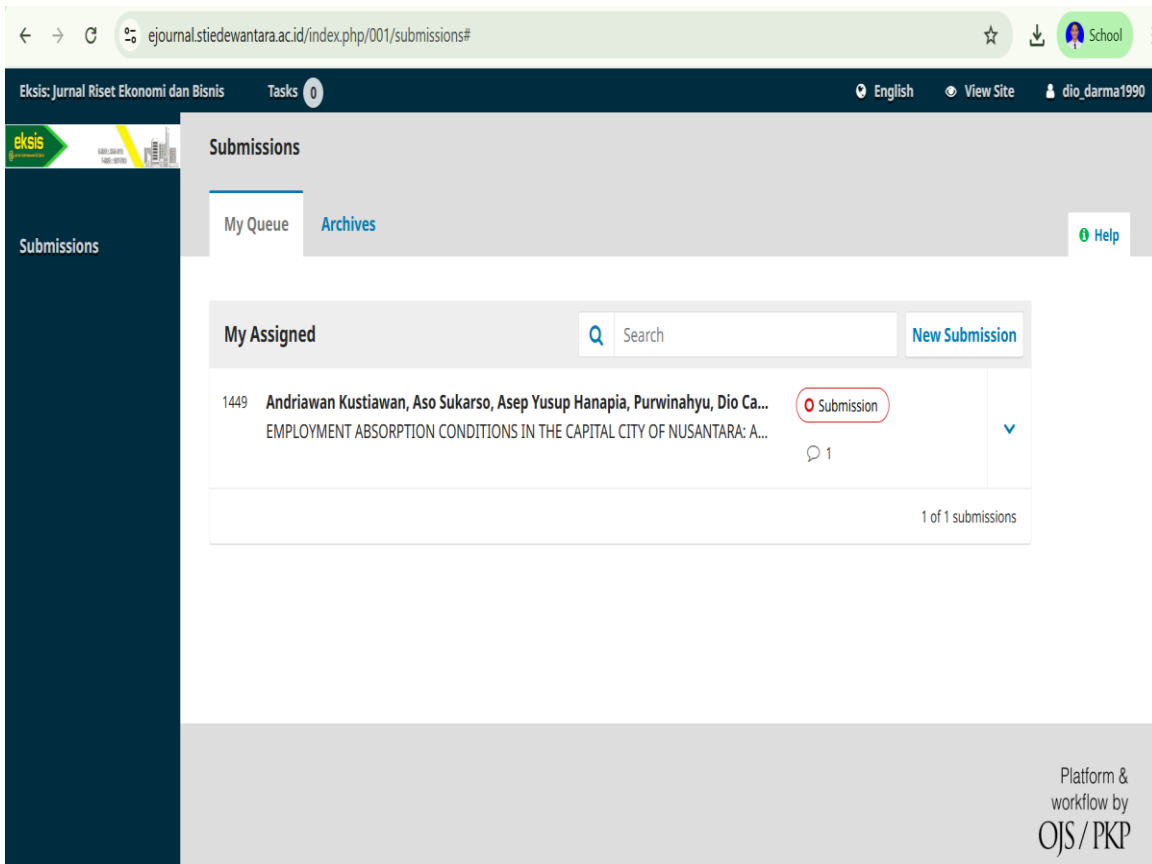 ejournal.stiedewantara.ac.id/index.php/001/submissions#
School
Eksis: Jurnal Riset Ekonomi dan Bisnis Tasks 0 English View Site dio_darma1990
eksis
Submissions
My Queue Archives
Submissions
Help
My Assigned Search New Submission
1449 Andriawan Kustiawan, Aso Sukarso, Asep Yusup Hanapia, Purwinahyu, Dio Ca... Submission
EMPLOYMENT ABSORPTION CONDITIONS IN THE CAPITAL CITY OF NUSANTARA: A...
1
1 of 1 submissions
Platform &
workflow by
OJS / PKP